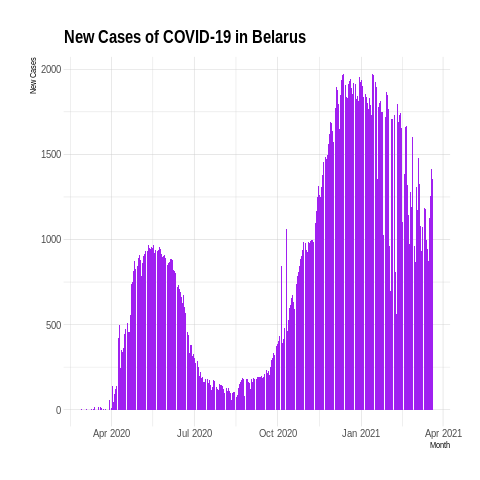 New Cases of COVID-19 in Belarus
New Cases
2000
1500
1000
500
0
Apr 2020 Jul 2020 Oct 2020 Jan 2021 Apr 2021
Month